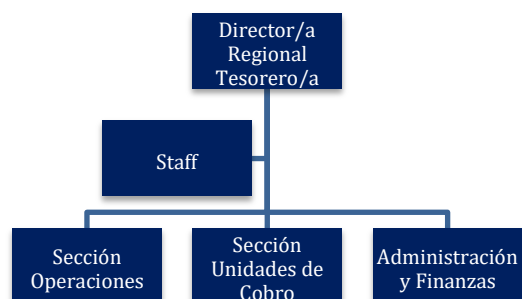 Director/a
Regional
Tesorero/a
Staff
Sección
Operaciones
Sección
Unidades de
Cobro
Administración
y Finanzas